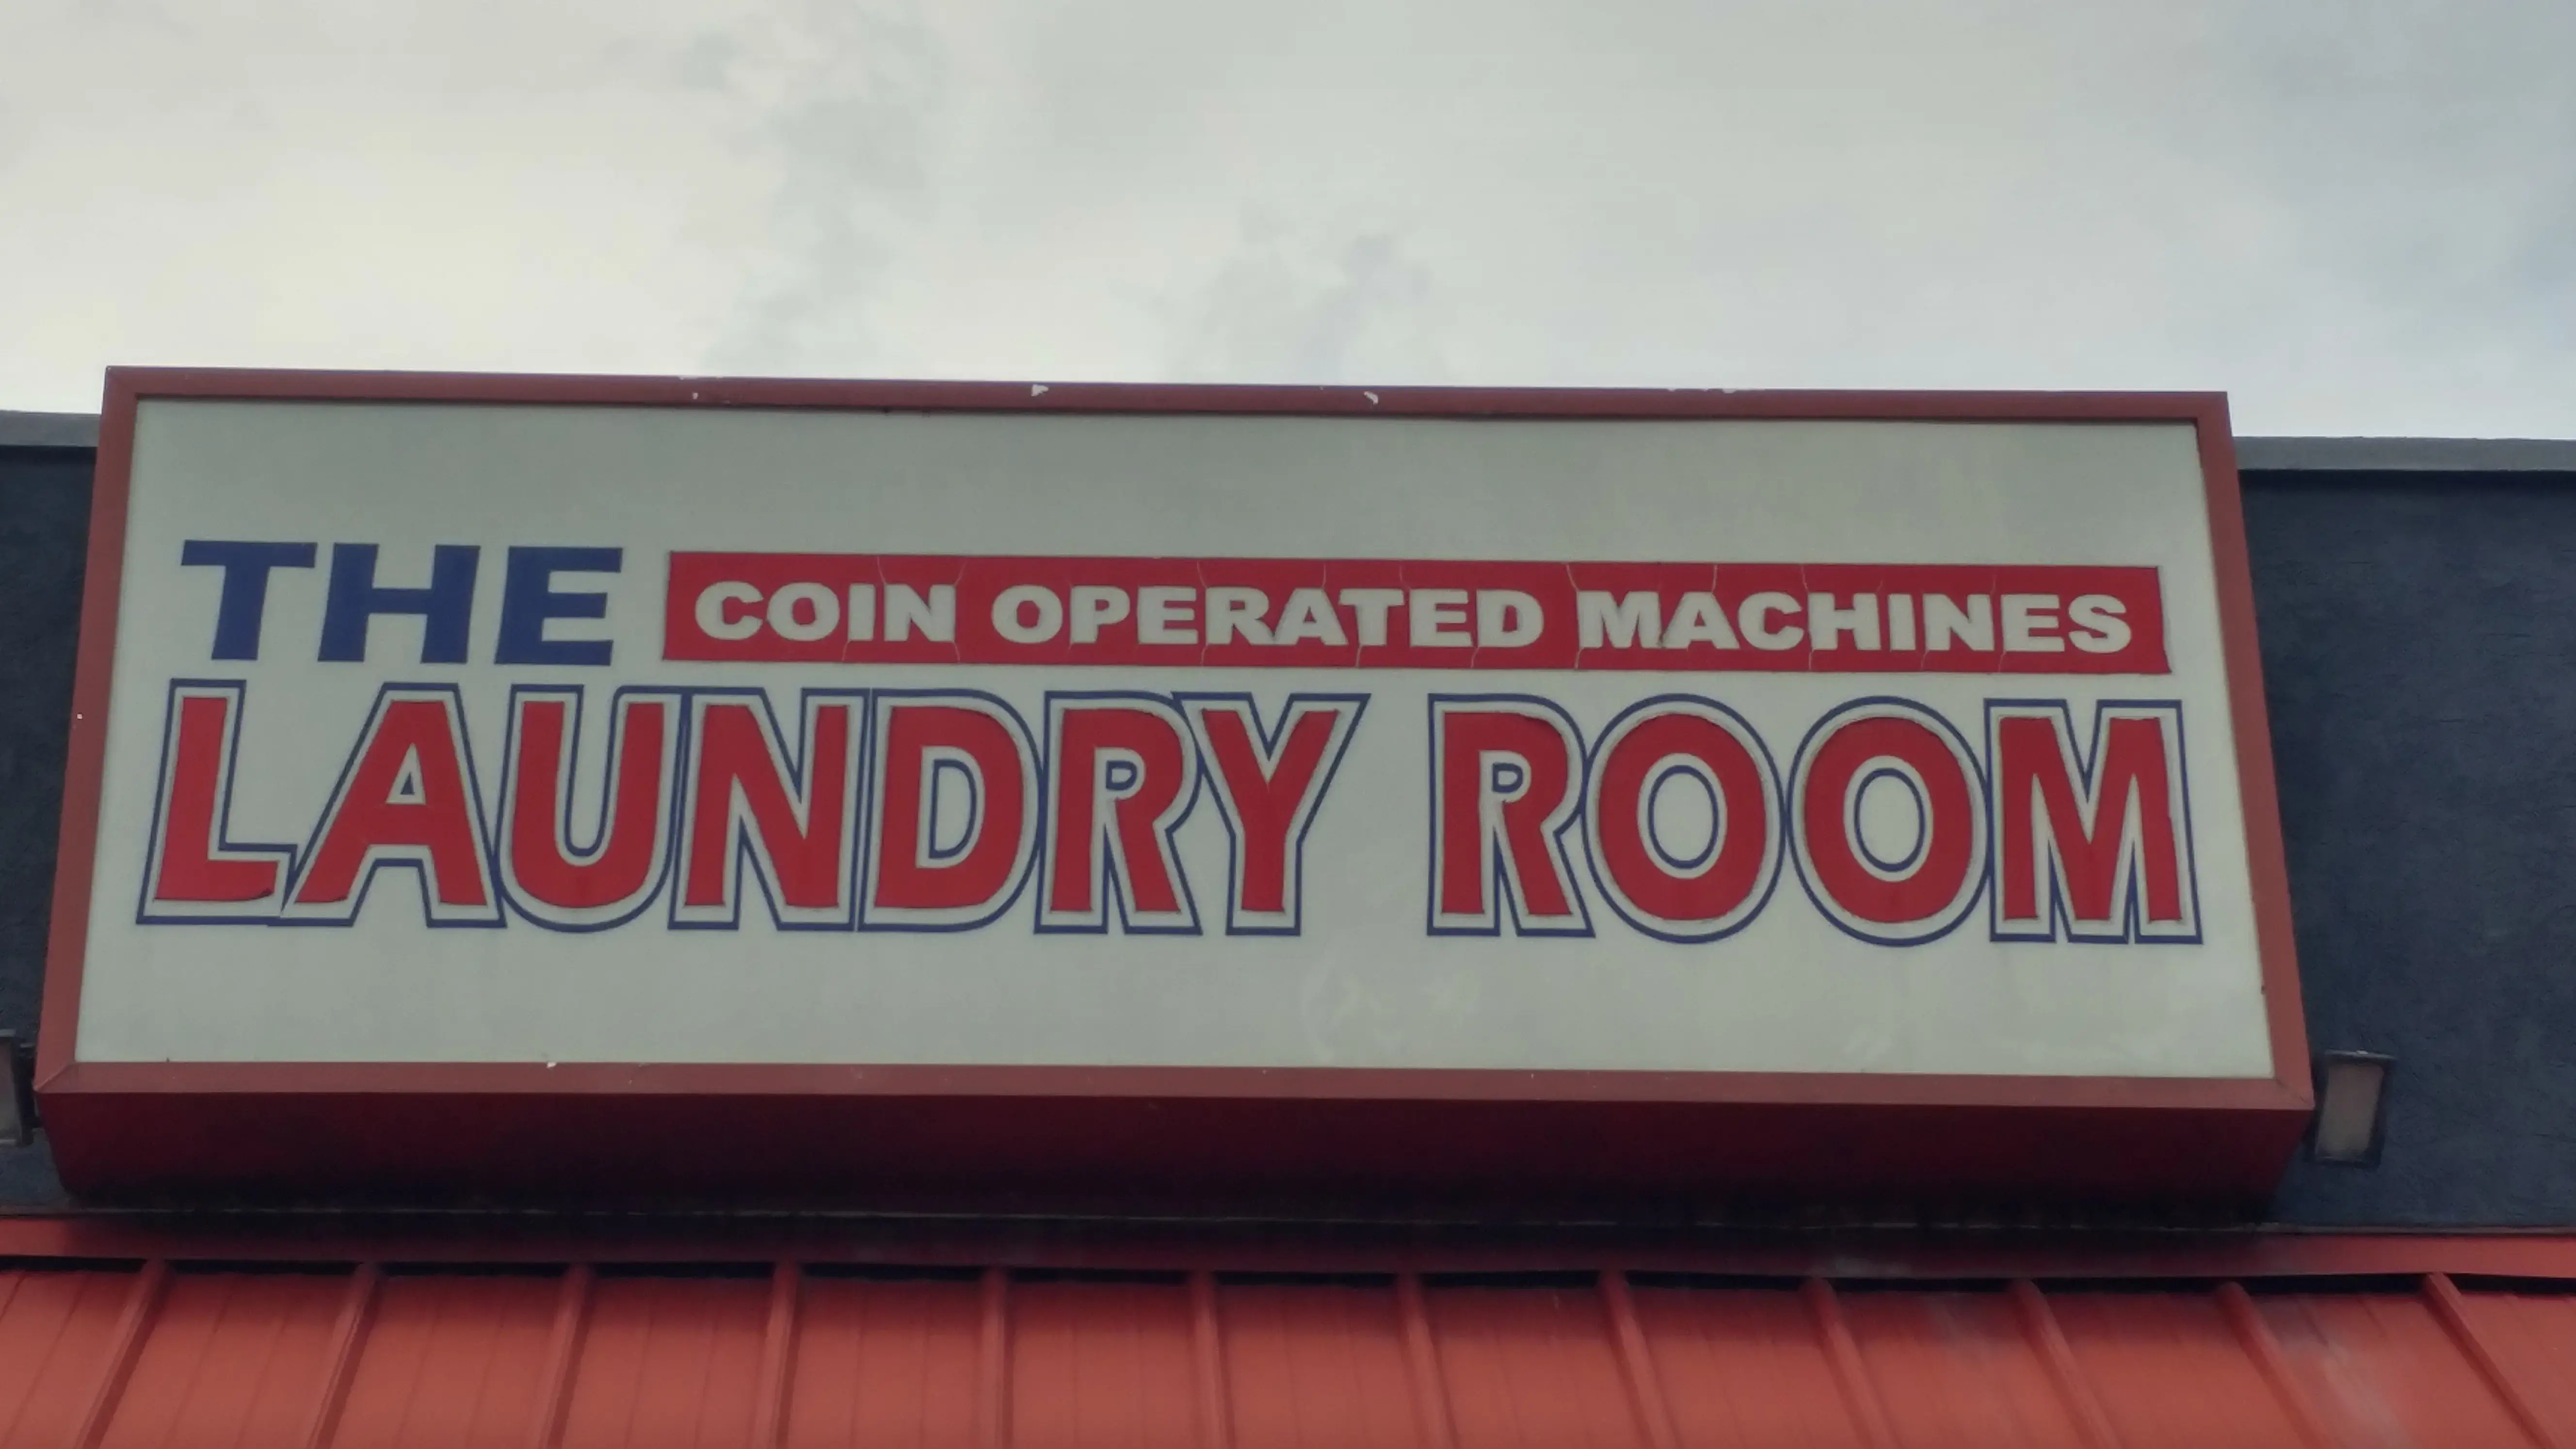 THE COIN OPERATED MACHINES
LAUNDRY ROOM